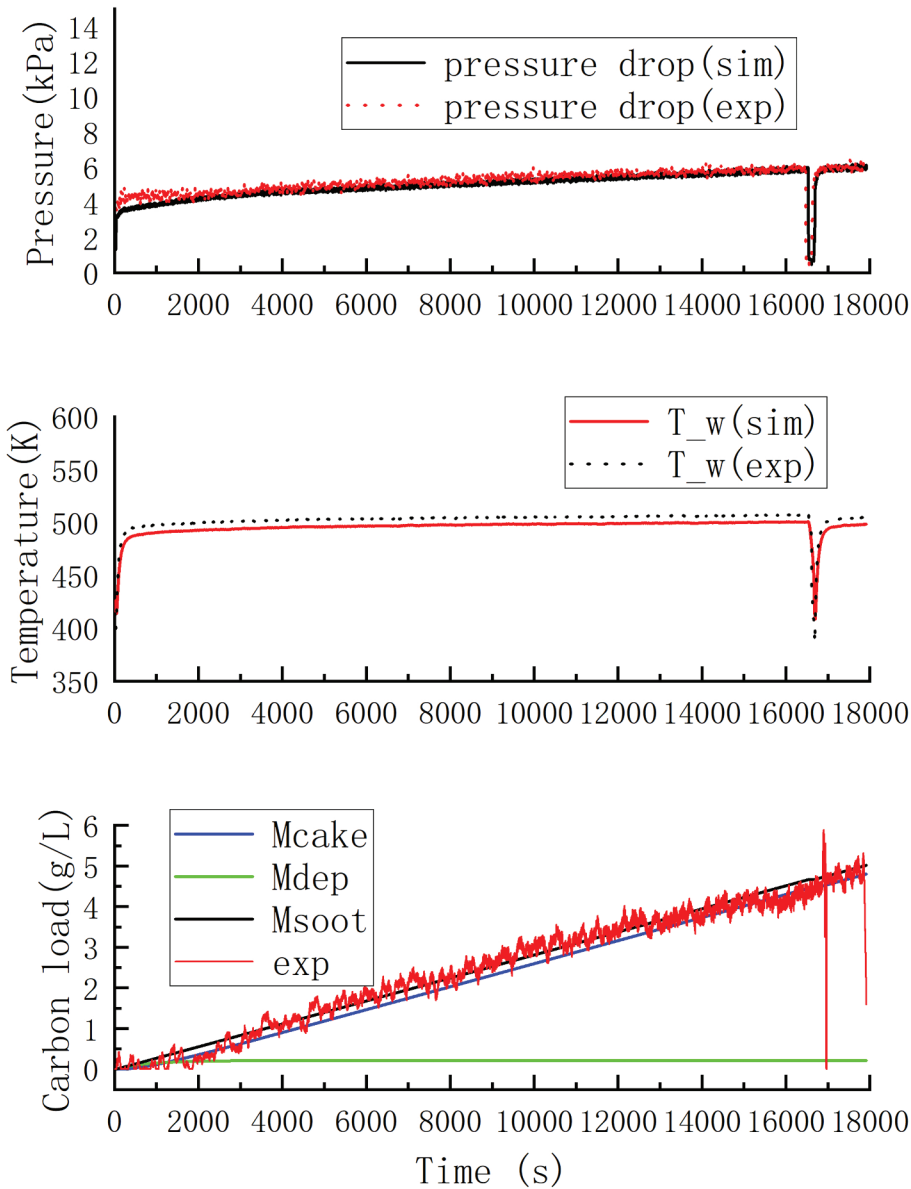 Pressure(kPa)
14
12
10
8
6
4
2
0
pressure drop(sim)
pressure drop(exp)
0 2000 4000 6000 8000 10000 12000 14000 16000 18000
Temperature(K)
600
550
500
450
400
350
T_w(sim)
T_w(exp)
0 2000 4000 6000 8000 10000 12000 14000 16000 18000
Carbon load(g/L)
6
5
4
3
2
1
0
Mcake
Mdep
Msoot
exp
0 2000 4000 6000 8000 10000 12000 14000 16000 18000
Time (s)